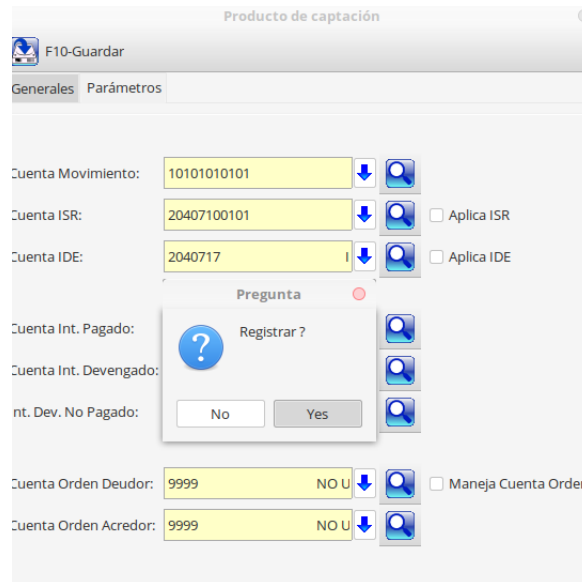 Producto de captación
F10-Guardar
Generales Parámetros
Cuenta Movimiento: 10101010101
Cuenta ISR: 20407100101 Aplica ISR
Cuenta IDE: 2040717 I Aplica IDE
Pregunta
Registrar ?
No Yes
Cuenta Int. Pagado:
Cuenta Int. Devengado:
nt. Dev. No Pagado:
Cuenta Orden Deudor: 9999 NO U Maneja Cuenta Orden
Cuenta Orden Acredor: 9999 NO U